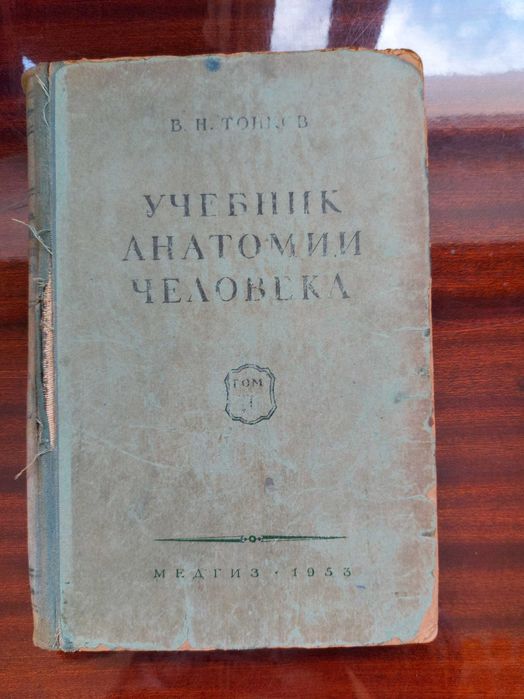 В. Н. ТОНКОВ
УЧЕБНИК
АНАТОМИИ
ЧЕЛОВЕКА
ТОМ
I
МЕДГИЗ · 1953